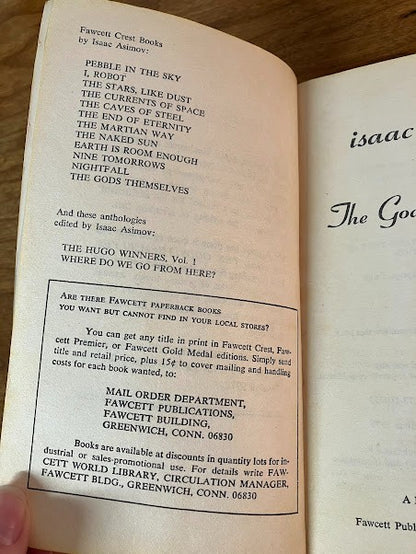 Fawcett Crest Books
by Isaac Asimov:
PEBBLE IN THE SKY
I, ROBOT
THE STARS, LIKE DUST
THE CURRENTS OF SPACE
THE CAVES OF STEEL
THE END OF ETERNITY
THE MARTIAN WAY
THE NAKED SUN
EARTH IS ROOM ENOUGH
NINE TOMORROWS
NIGHTFALL
THE GODS THEMSELVES
And these anthologies
edited by Isaac Asimov:
THE HUGO WINNERS, Vol. 1
WHERE DO WE GO FROM HERE?
ARE THERE FAWCETT PAPERBACK BOOKS
YOU WANT BUT CANNOT FIND IN YOUR LOCAL STORES?
You can get any title in print in Fawcett Crest, Faw-
cett Premier, or Fawcett Gold Medal editions. Simply send
title and retail price, plus 15¢ to cover mailing and handling
costs for each book wanted, to:
MAIL ORDER DEPARTMENT,
FAWCETT PUBLICATIONS,
FAWCETT BUILDING,
GREENWICH, CONN. 06830
Books are available at discounts in quantity lots for in-
dustrial or sales-promotional use. For details write FAW-
CETT WORLD LIBRARY, CIRCULATION MANAGER,
FAWCETT BLDG., GREENWICH, CONN. 06830
isaac
The
A
Fawcett